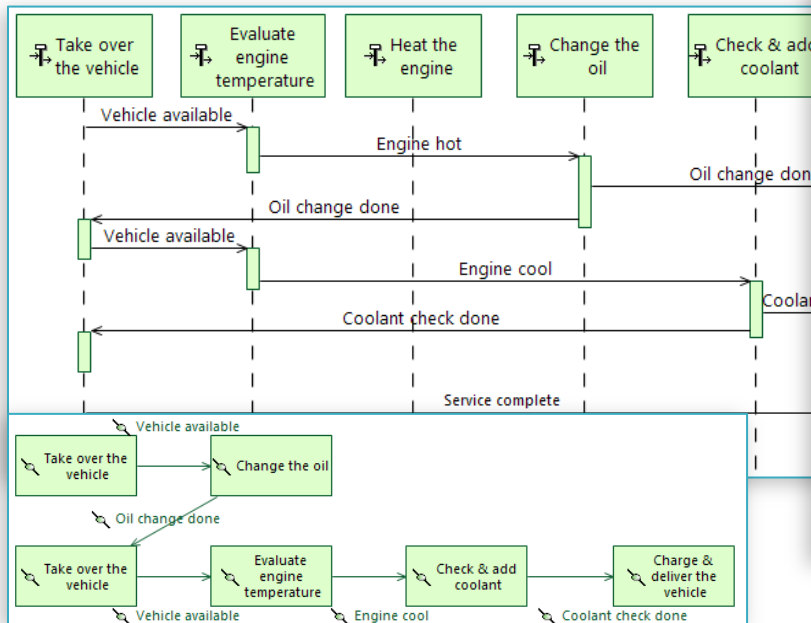 Take over
the vehicle
Evaluate
engine
temperature
Heat the
engine
Change the
oil
Check & add
coolant
Vehicle available
Engine hot
Oil change don
Oil change done
Vehicle available
Engine cool
Coolan
Coolant check done
Service complete
Vehicle available
Take over the
vehicle
Change the oil
Oil change done
Take over the
vehicle
Evaluate
engine
temperature
Check & add
coolant
Charge &
deliver the
vehicle
Vehicle available
Engine cool
Coolant check done